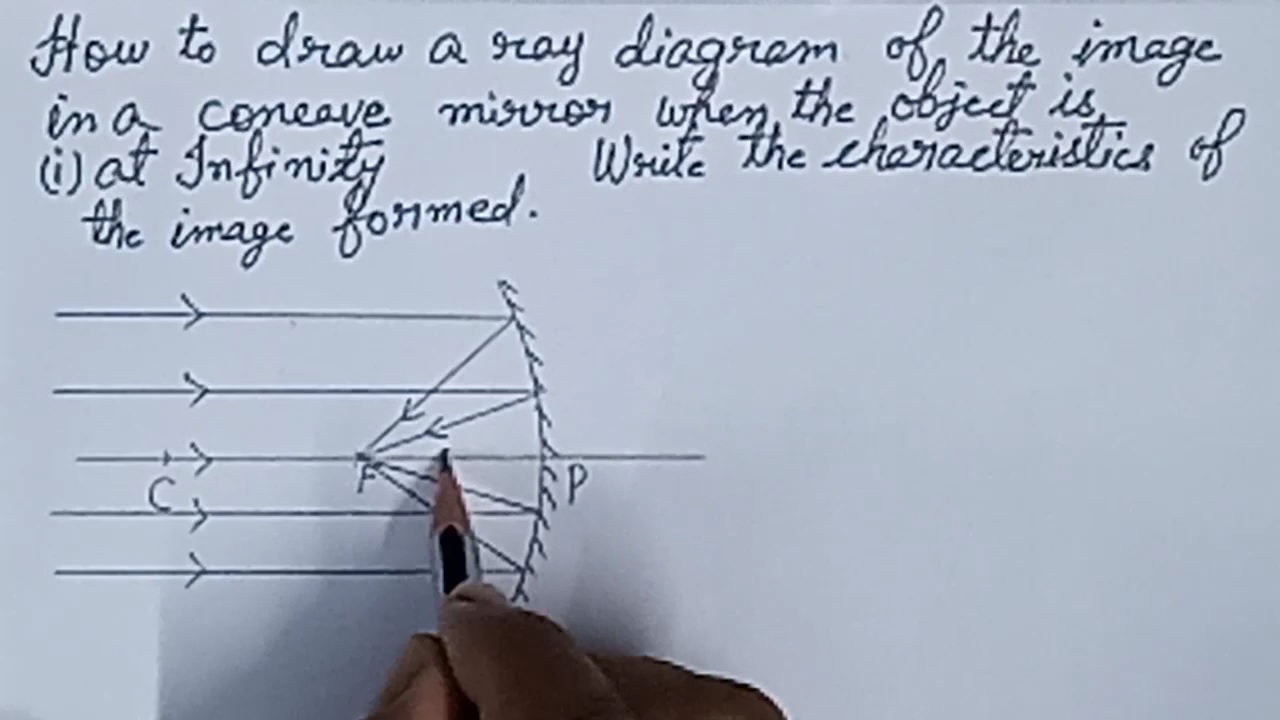 How to draw a ray diagram of the image
in a concave mirror when the object is
(i) at Infinity Write the characteristics of
the image formed.
C F P